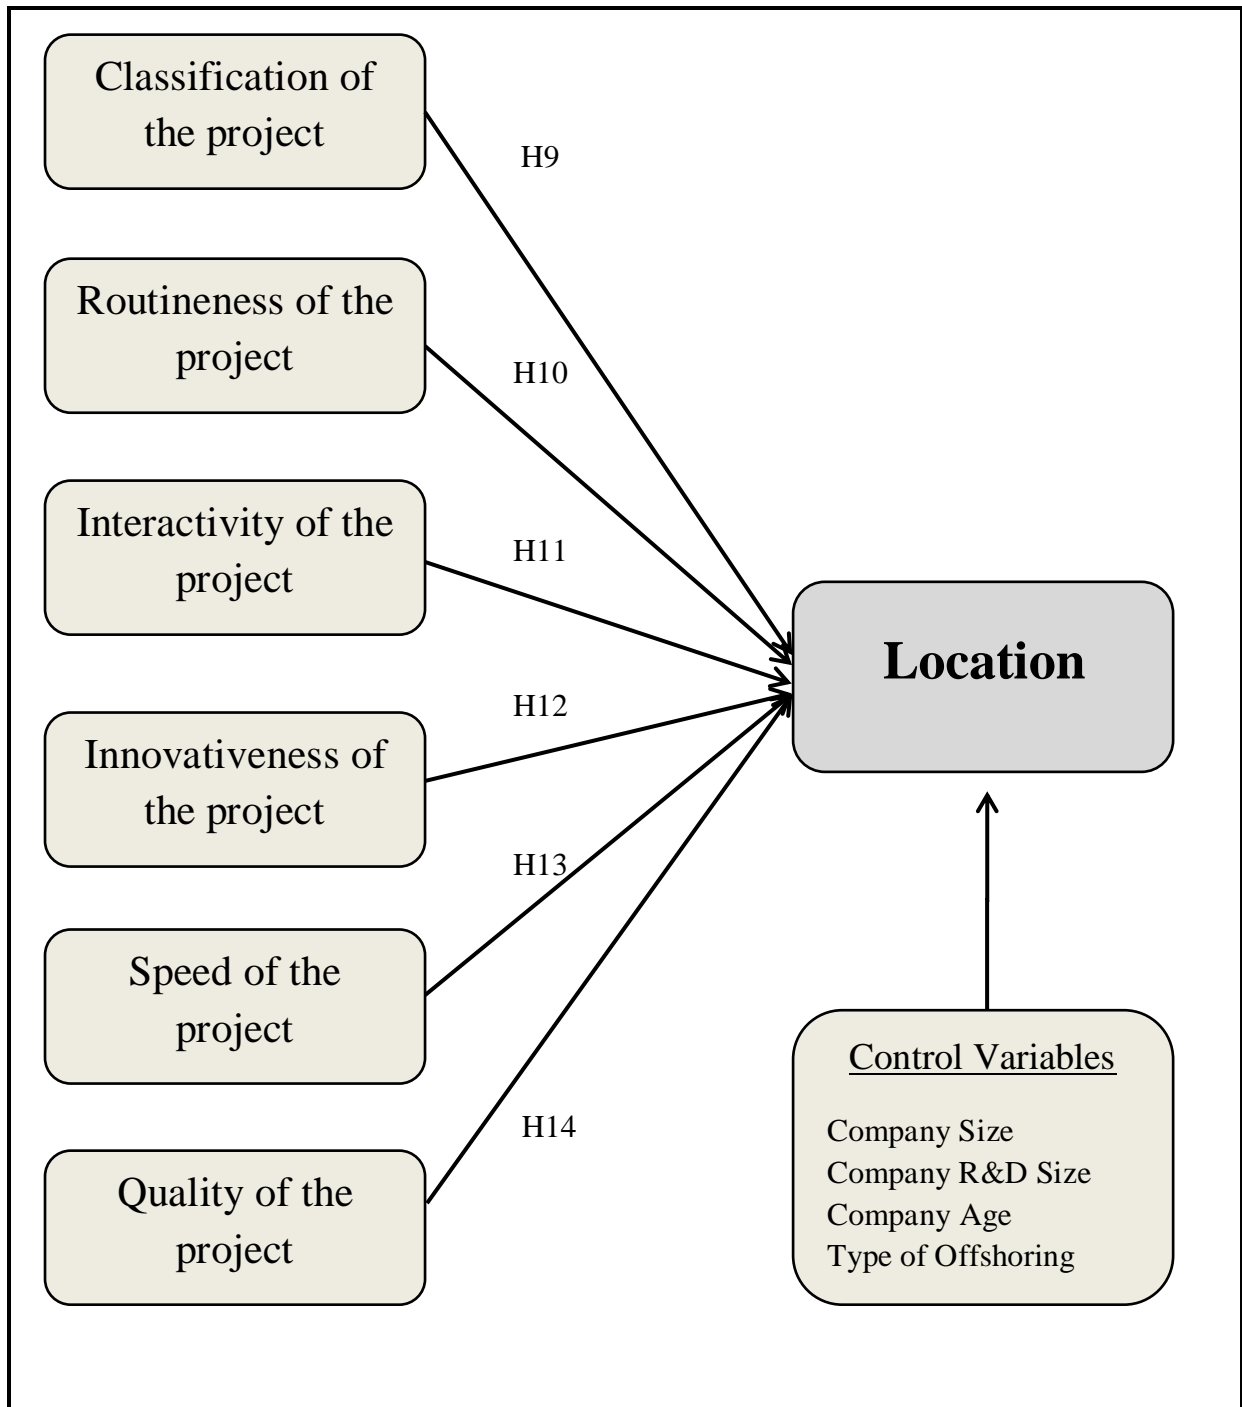 Classification of
the project
H9
Routineness of the
project
H10
Interactivity of the
project
H11
Location
H12
Innovativeness of
the project
H13
Speed of the
project
Control Variables
H14
Company Size
Company R&D Size
Company Age
Type of Offshoring
Quality of the
project